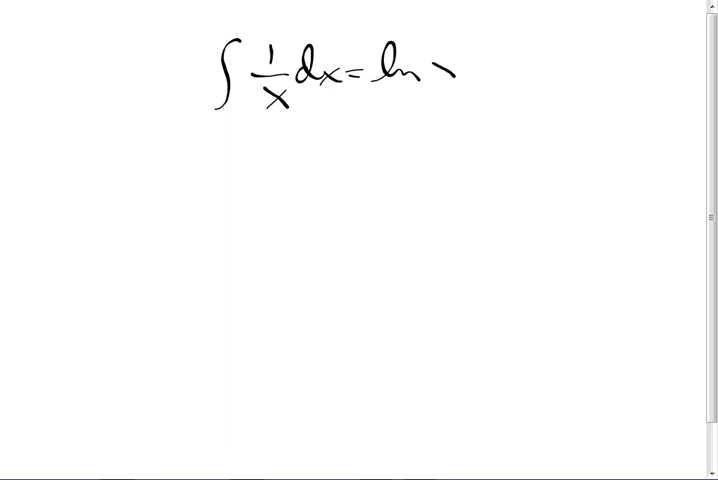 ∫ 1/x dx = ln